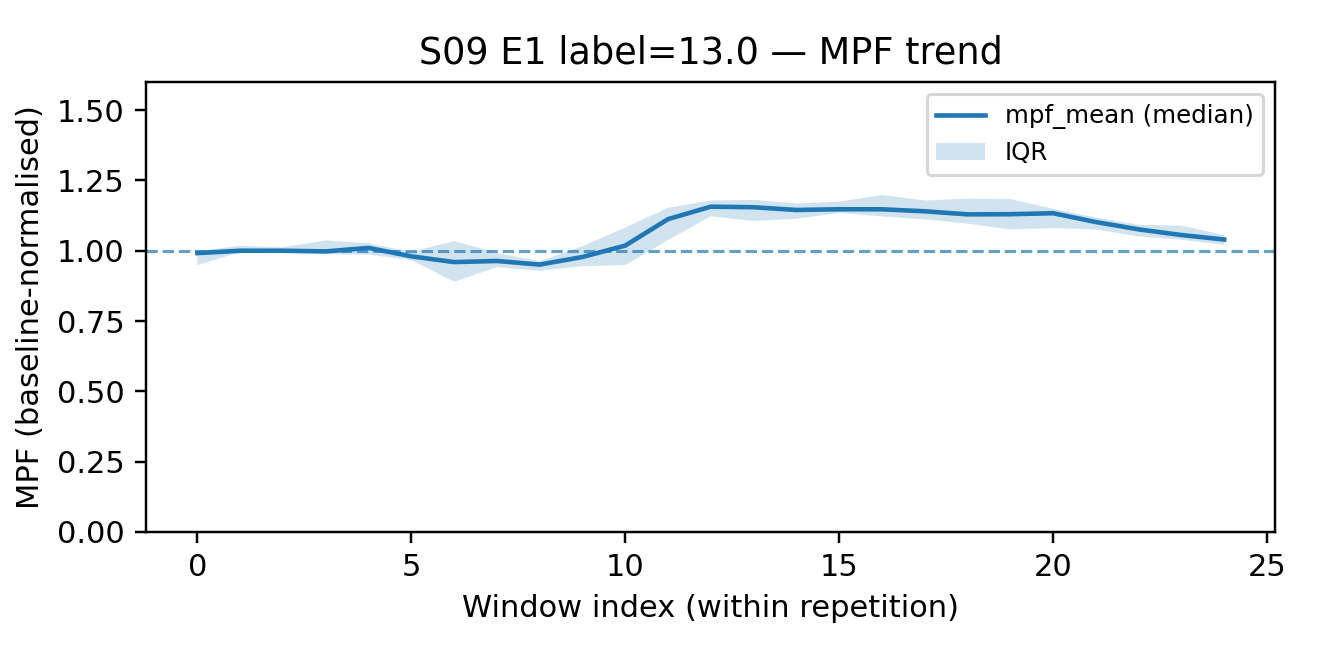 S09 E1 label=13.0 — MPF trend
MPF (baseline-normalised)
1.50
1.25
1.00
0.75
0.50
0.25
0.00
mpf_mean (median)
IQR
0 5 10 15 20 25
Window index (within repetition)